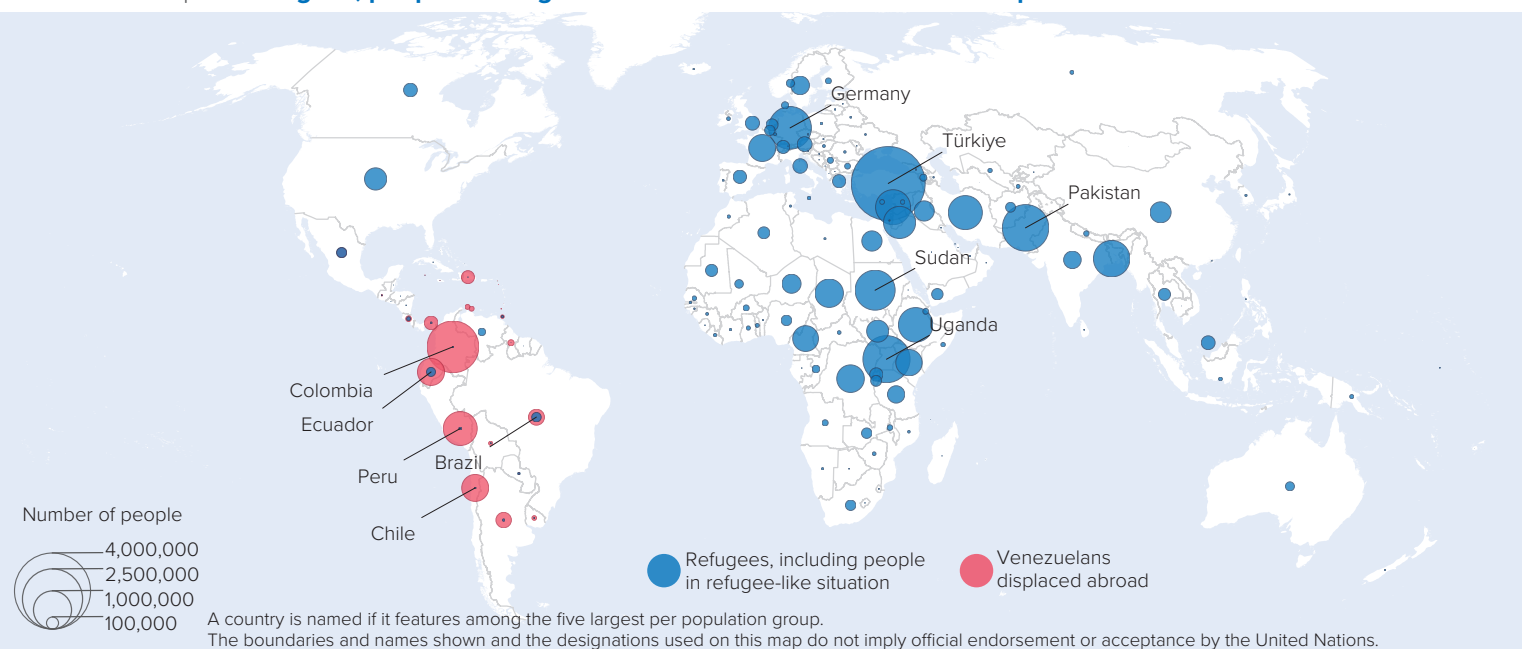 Germany
Türkiye
Pakistan
Sudan
Uganda
Colombia
Ecuador
Peru
Brazil
Chile
Number of people
4,000,000
2,500,000
1,000,000
100,000
Refugees, including people
in refugee-like situation
Venezuelans
displaced abroad
A country is named if it features among the five largest per population group.
The boundaries and names shown and the designations used on this map do not imply official endorsement or acceptance by the United Nations.